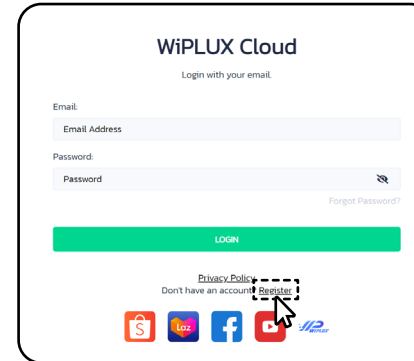 WiPLUX Cloud
Login with your email.
Email:
Email Address
Password:
Password
Forgot Password?
LOGIN
Privacy Policy
Don't have an account? Register
S Laz f WIPLUX